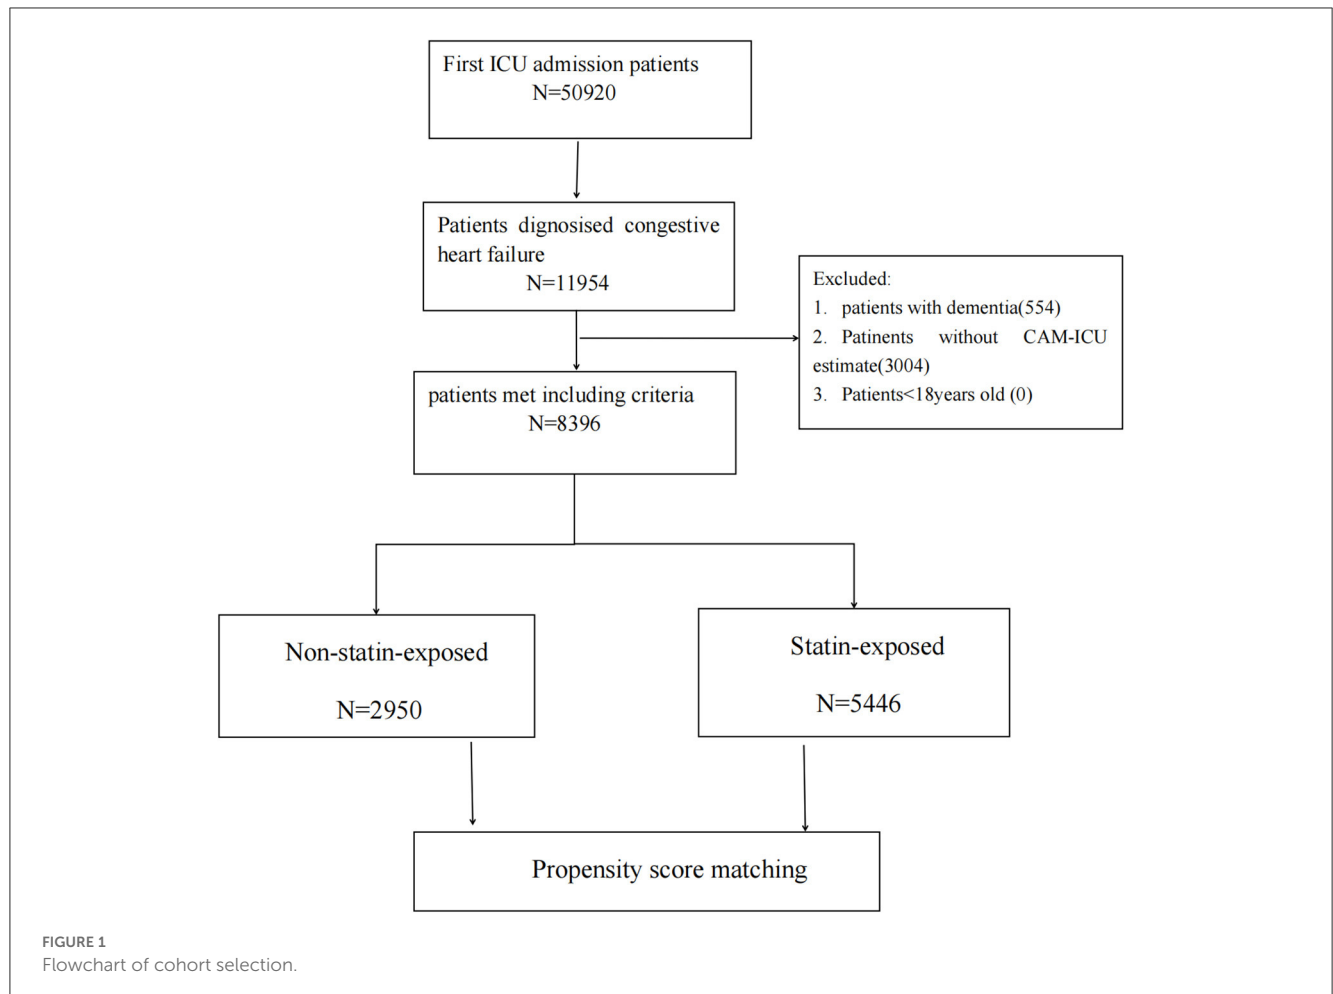 First ICU admission patients
N=50920
Patients dignosised congestive
heart failure
N=11954
Excluded:
1. patients with dementia(554)
2. Patinents without CAM-ICU
estimate(3004)
3. Patients<18years old (0)
patients met including criteria
N=8396
Non-statin-exposed
N=2950
Statin-exposed
N=5446
Propensity score matching
FIGURE 1
Flowchart of cohort selection.